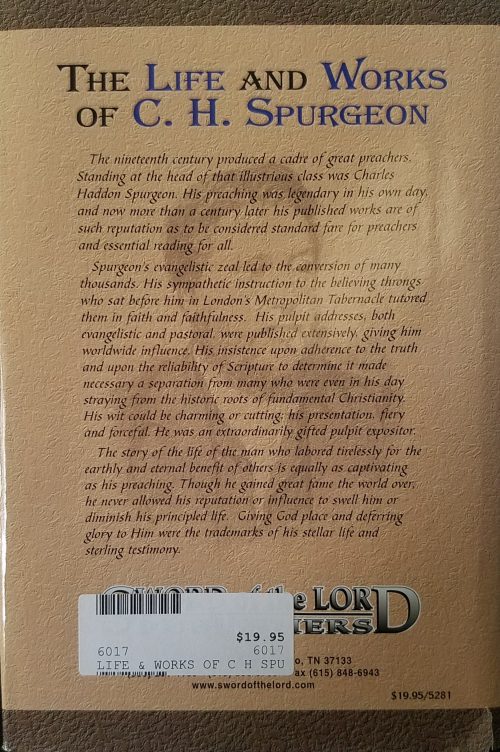 THE LIFE AND WORKS
OF C. H. SPURGEON
The nineteenth century produced a cadre of great preachers.
Standing at the head of that illustrious class was Charles
Haddon Spurgeon. His preaching was legendary in his own day,
and now more than a century later his published works are of
such reputation as to be considered standard fare for preachers
and essential reading for all.
Spurgeon's evangelistic zeal led to the conversion of many
thousands. His sympathetic instruction to the believing throngs
who sat before him in London's Metropolitan Tabernacle tutored
them in faith and faithfulness. His pulpit addresses, both
evangelistic and pastoral, were published extensively, giving him
worldwide influence. His insistence upon adherence to the truth
and upon the reliability of Scripture to determine it made
necessary a separation from many who were even in his day
straying from the historic roots of fundamental Christianity.
His wit could be charming or cutting; his presentation, fiery
and forceful. He was an extraordinarily gifted pulpit expositor.
The story of the life of the man who labored tirelessly for the
earthly and eternal benefit of others is equally as captivating
as his preaching. Though he gained great fame the world over,
he never allowed his reputation or influence to swell him or
diminish his principled life. Giving God place and deferring
glory to Him were the trademarks of his stellar life and
sterling testimony.
SWORD of the LORD
$19.95
6017 6017
LIFE & WORKS OF C H SPU
TN 37133
(615) 848-6943
www.swordofthelord.com
$19.95/5281